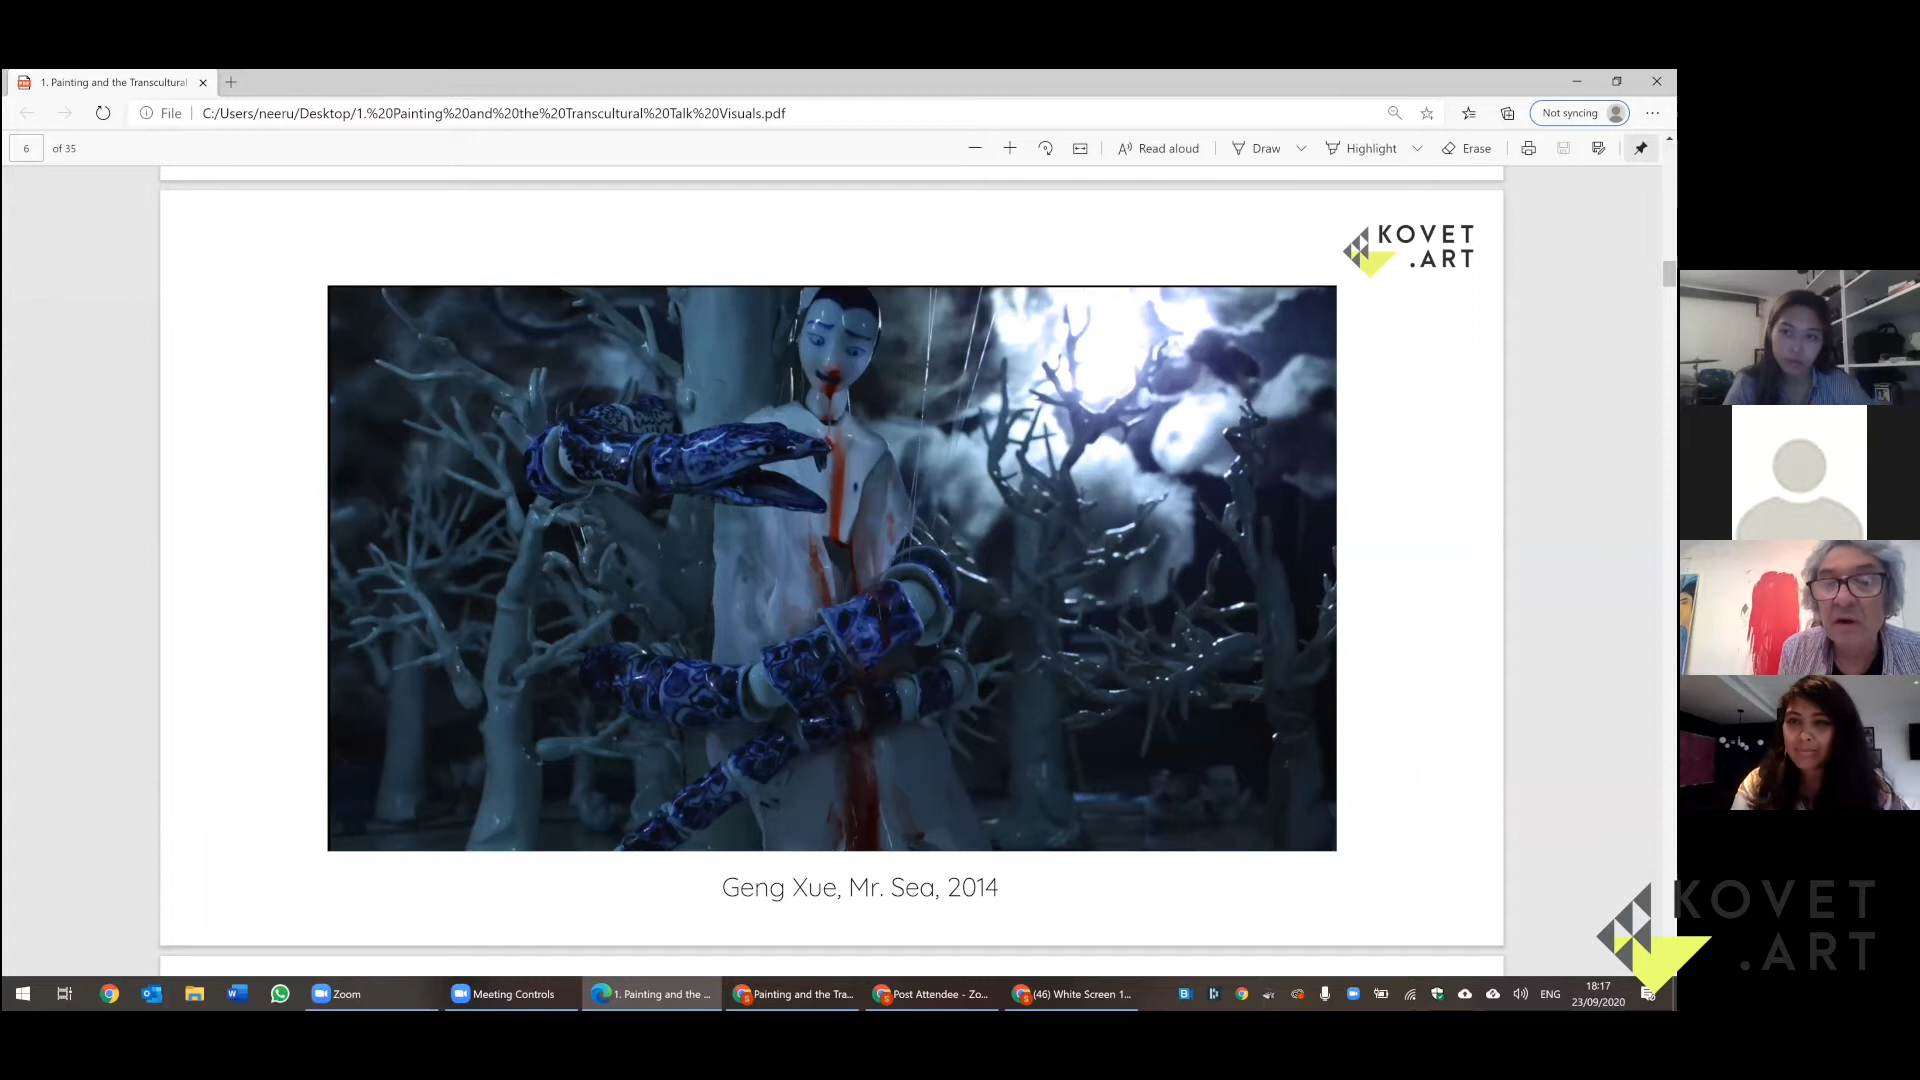 1. Painting and the Transcultural
File
C:/Users/neeru/Desktop/1.%20Painting%20and%20the%20Transcultural%20Talk%20Visuals.pdf
Not syncing
6 of 35
Read aloud
Draw
Highlight
Erase
KOVET
.ART
Geng Xue, Mr. Sea, 2014
KOVET
.ART
Zoom
Meeting Controls
1. Painting and the ...
Painting and the Tra...
Post Attendee - Zo...
(46) White Screen 1...
ENG
18:17
23/09/2020